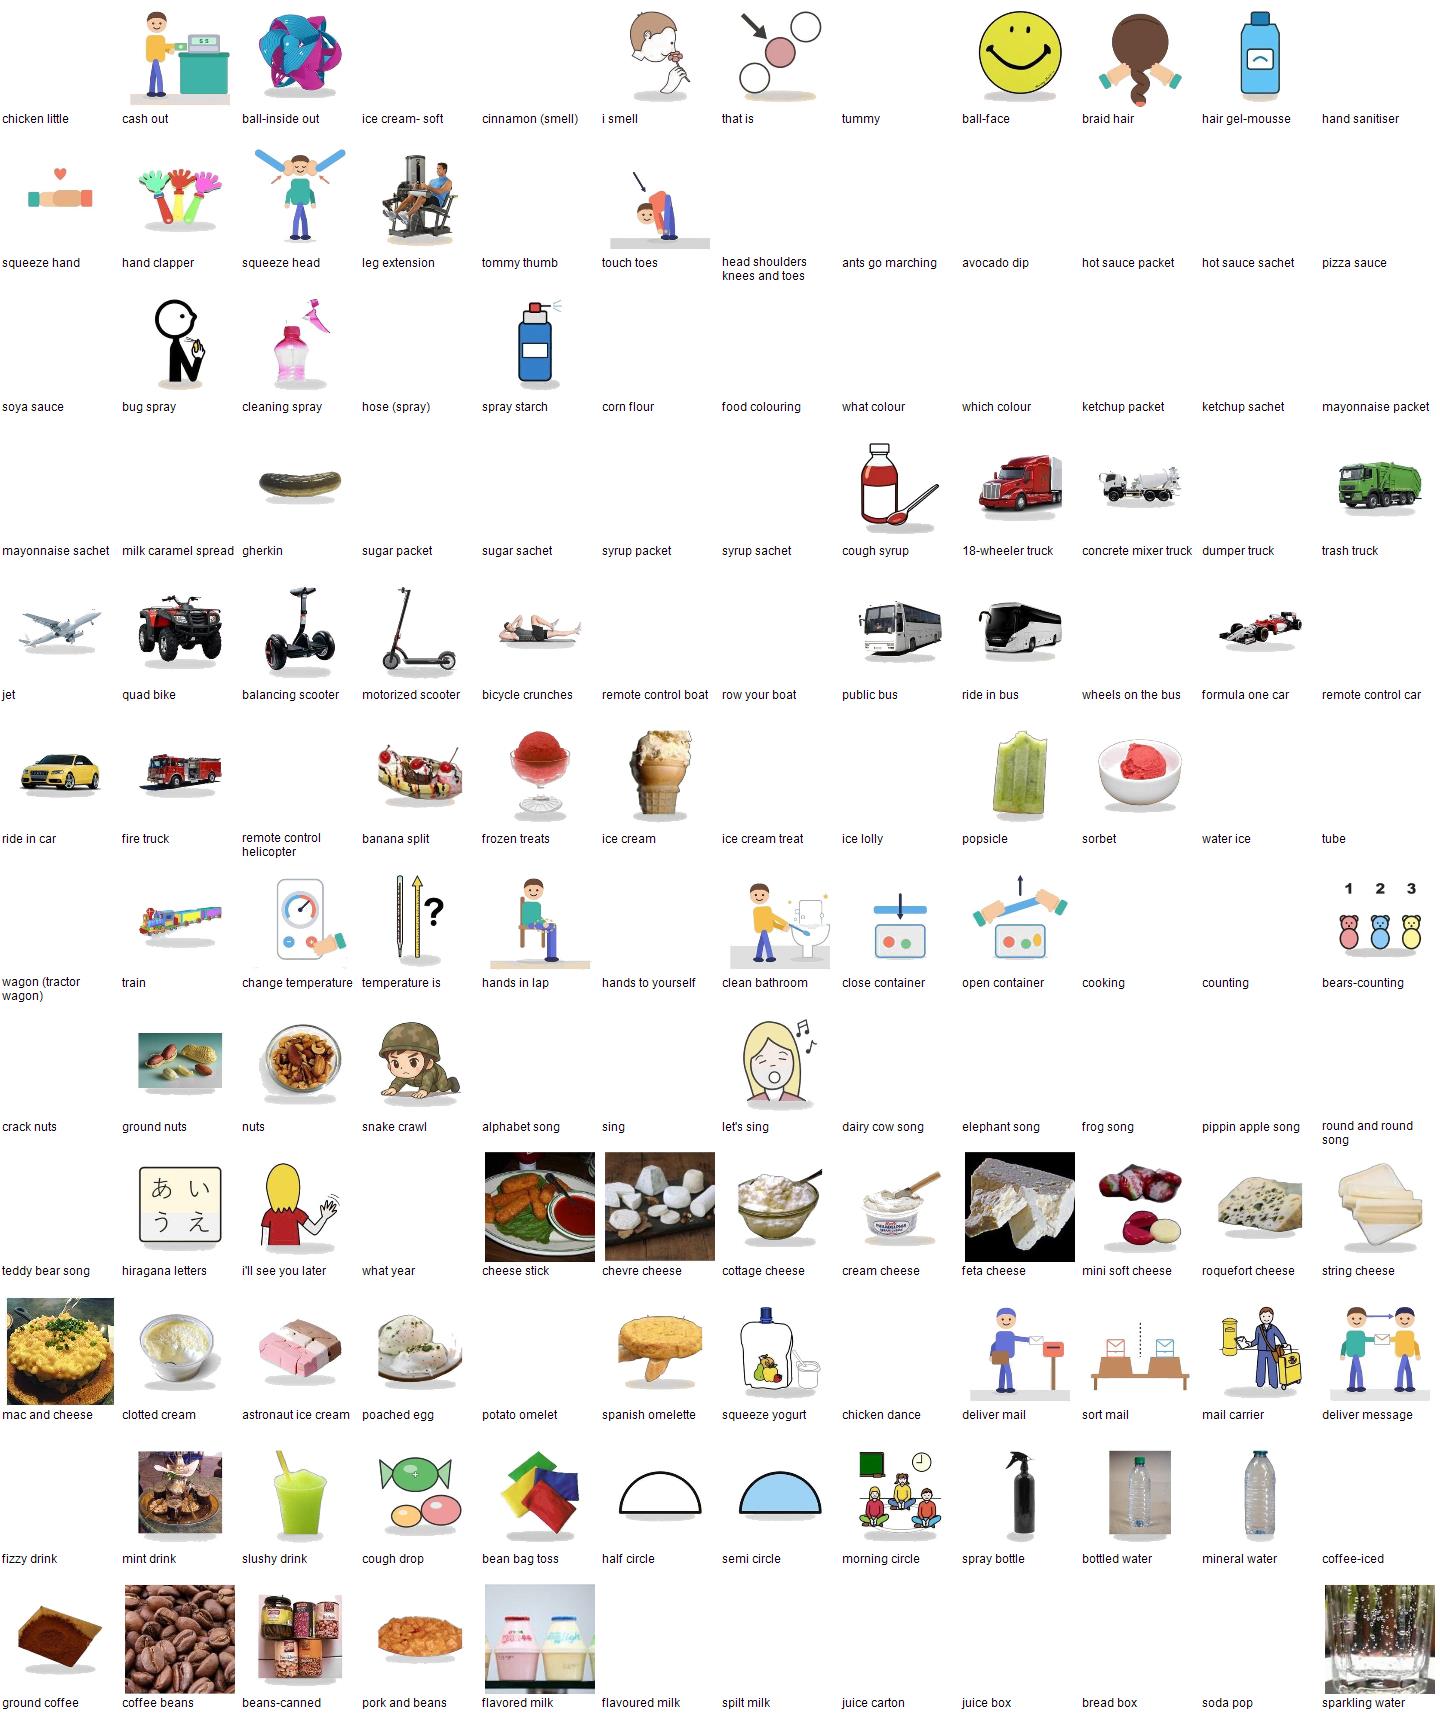 $ $
chicken little
cash out
ball-inside out
ice cream- soft
cinnamon (smell)
i smell
that is
tummy
ball-face
braid hair
hair gel-mousse
hand sanitiser
squeeze hand
hand clapper
squeeze head
leg extension
tommy thumb
touch toes
head shoulders
knees and toes
ants go marching
avocado dip
hot sauce packet
hot sauce sachet
pizza sauce
soya sauce
bug spray
cleaning spray
hose (spray)
spray starch
corn flour
food colouring
what colour
which colour
ketchup packet
ketchup sachet
mayonnaise packet
mayonnaise sachet
milk caramel spread
gherkin
sugar packet
sugar sachet
syrup packet
syrup sachet
cough syrup
18-wheeler truck
concrete mixer truck
dumper truck
trash truck
jet
quad bike
balancing scooter
motorized scooter
bicycle crunches
remote control boat
row your boat
public bus
ride in bus
wheels on the bus
formula one car
remote control car
ride in car
fire truck
remote control
helicopter
banana split
frozen treats
ice cream
ice cream treat
ice lolly
popsicle
sorbet
water ice
tube
?
1 2 3
wagon (tractor
wagon)
train
change temperature
temperature is
hands in lap
hands to yourself
clean bathroom
close container
open container
cooking
counting
bears-counting
crack nuts
ground nuts
nuts
snake crawl
alphabet song
sing
let's sing
dairy cow song
elephant song
frog song
pippin apple song
round and round
song
あ い
う え
PHILADELPHIA
teddy bear song
hiragana letters
i'll see you later
what year
cheese stick
chevre cheese
cottage cheese
cream cheese
feta cheese
mini soft cheese
roquefort cheese
string cheese
mac and cheese
clotted cream
astronaut ice cream
poached egg
potato omelet
spanish omelette
squeeze yogurt
chicken dance
deliver mail
sort mail
mail carrier
deliver message
fizzy drink
mint drink
slushy drink
cough drop
bean bag toss
half circle
semi circle
morning circle
spray bottle
bottled water
mineral water
coffee-iced
ground coffee
coffee beans
beans-canned
pork and beans
flavored milk
flavoured milk
spilt milk
juice carton
juice box
bread box
soda pop
sparkling water